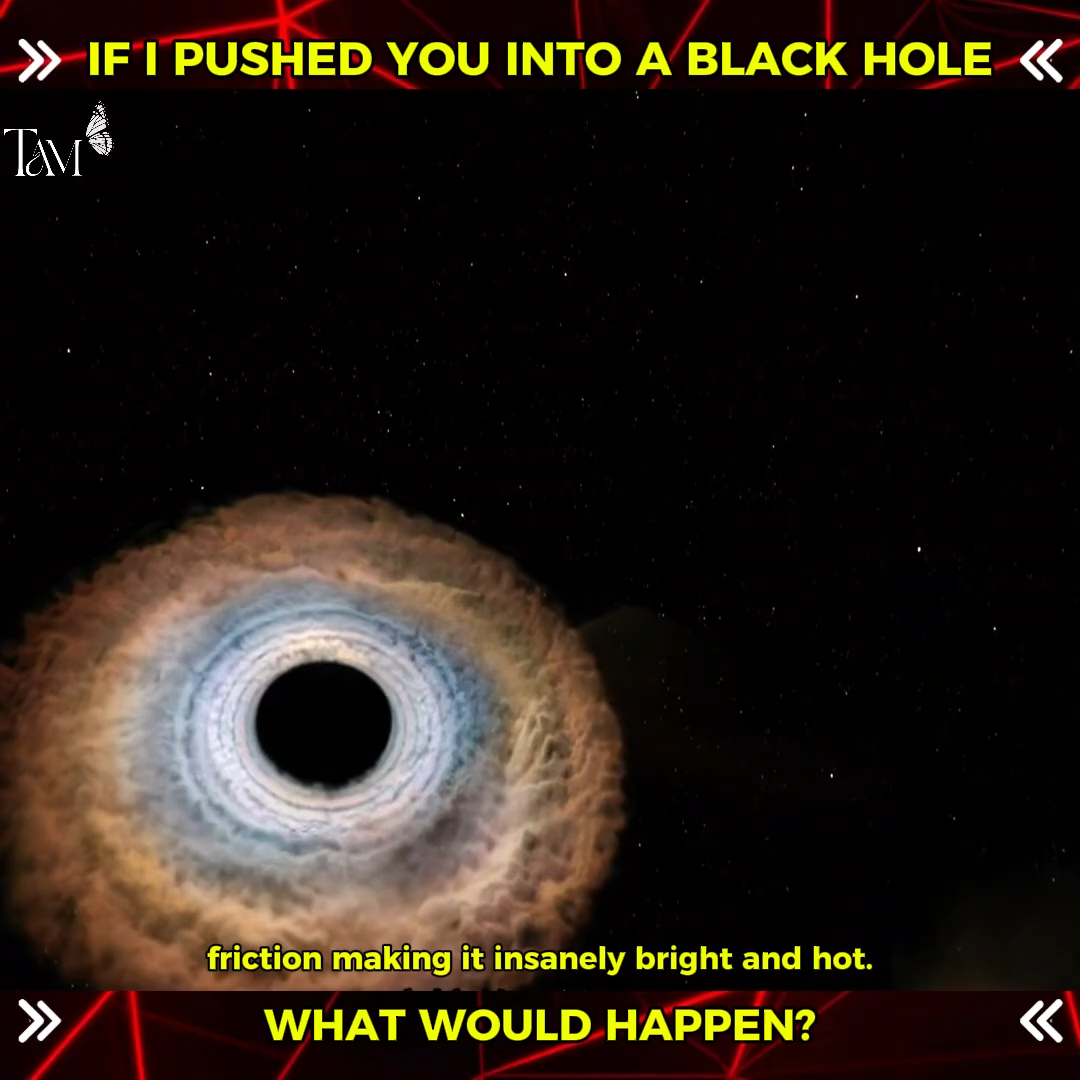 IF I PUSHED YOU INTO A BLACK HOLE
TAM
friction making it insanely bright and hot.
WHAT WOULD HAPPEN?